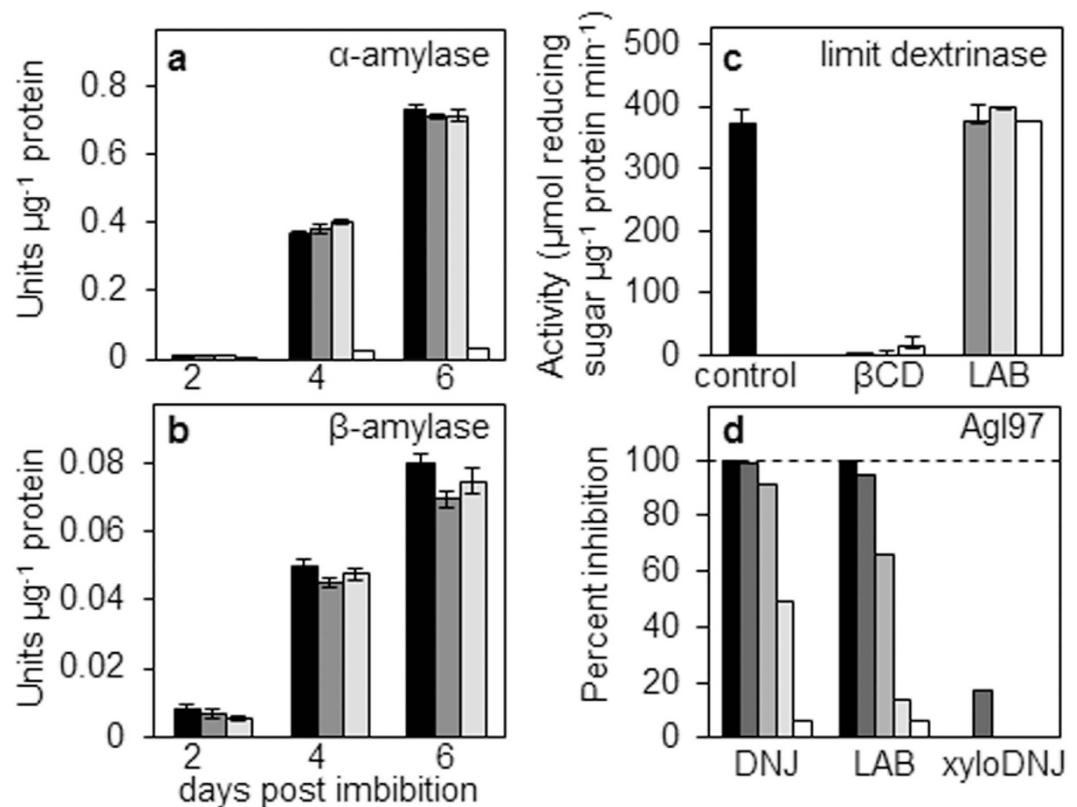 a
α-amylase
Units µg⁻¹ protein
0.8
0.6
0.4
0.2
0
2
4
6
b
β-amylase
Units µg⁻¹ protein
0.08
0.06
0.04
0.02
0
2
4
6
days post imbibition
c
limit dextrinase
Activity (µmol reducing
sugar µg⁻¹ protein min⁻¹)
500
400
300
200
100
0
control
βCD
LAB
d
Agl97
Percent inhibition
100
80
60
40
20
0
DNJ
LAB
xyloDNJ